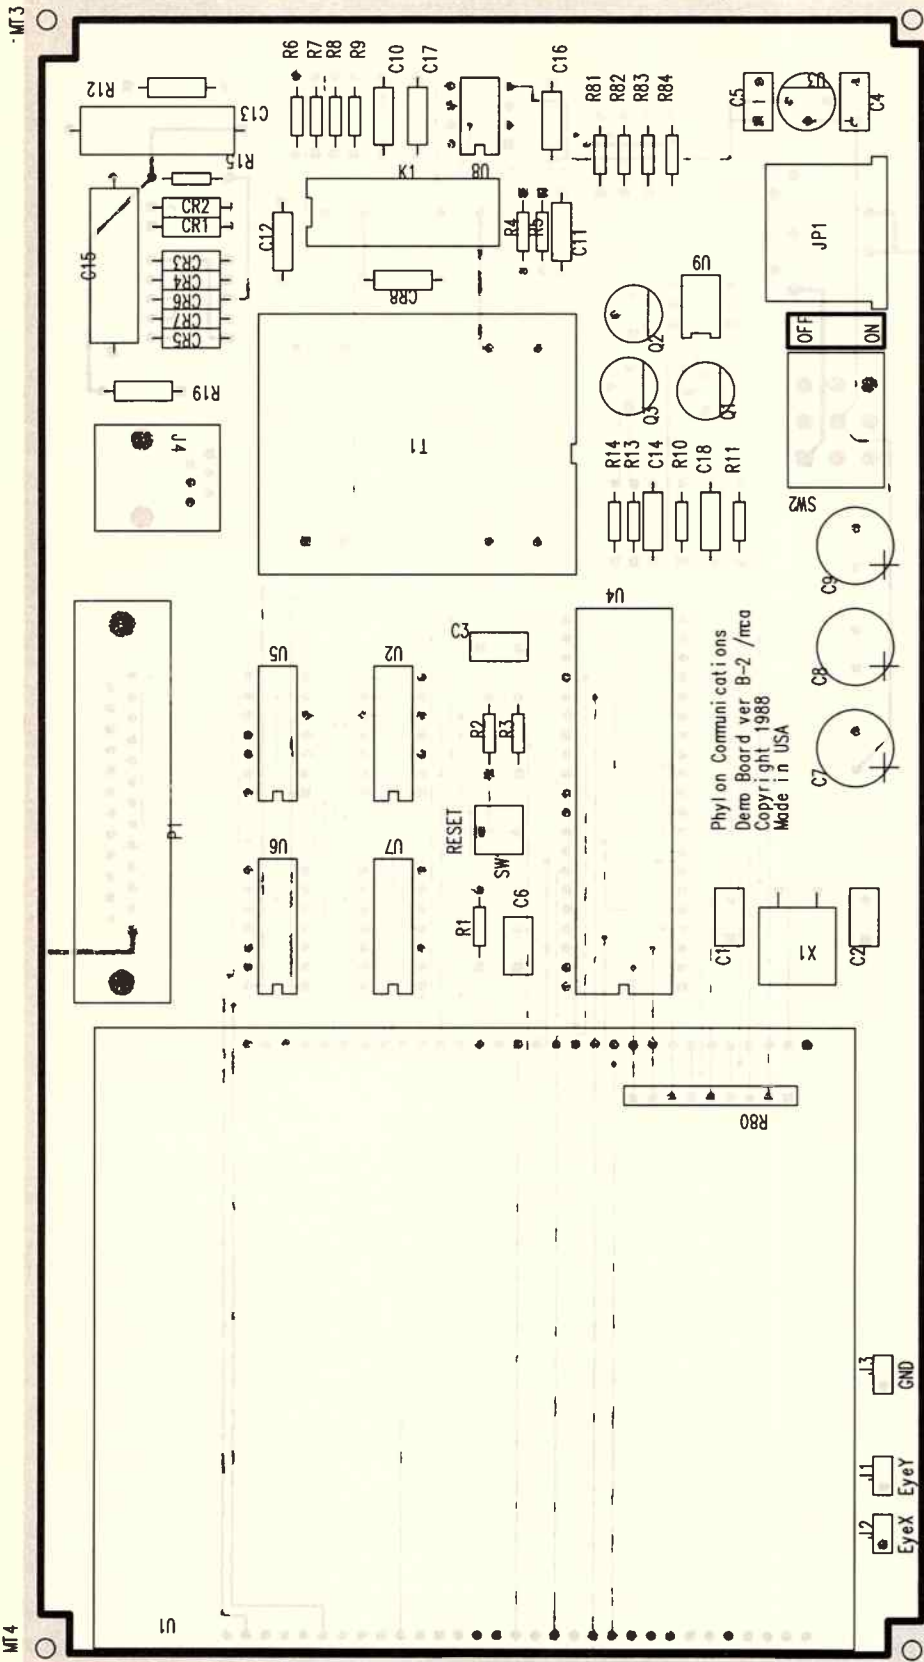 MT3
R12
C13
R15
CR2
CR1
C15
CR3
CR4
CR6
CR7
CR5
R19
J4
R6
R7
R8
R9
C10
C17
C16
U8
K1
C12
R4
R5
C11
CR8
R81
R82
R83
R84
C5
U3
C4
JP1
U9
OFF
ON
Q2
Q3
Q1
SW2
T1
R14
R13
C14
R10
C18
R11
C9
C8
C7
U4
C3
U5
U2
R2
R3
P1
RESET
SW1
U6
U7
R1
C6
Phylon Communications
Demo Board ver B-2 /mca
Copyright 1988
Made in USA
C1
X1
C2
R80
U1
J3
GND
J1
EyeY
J2
EyeX
MT4